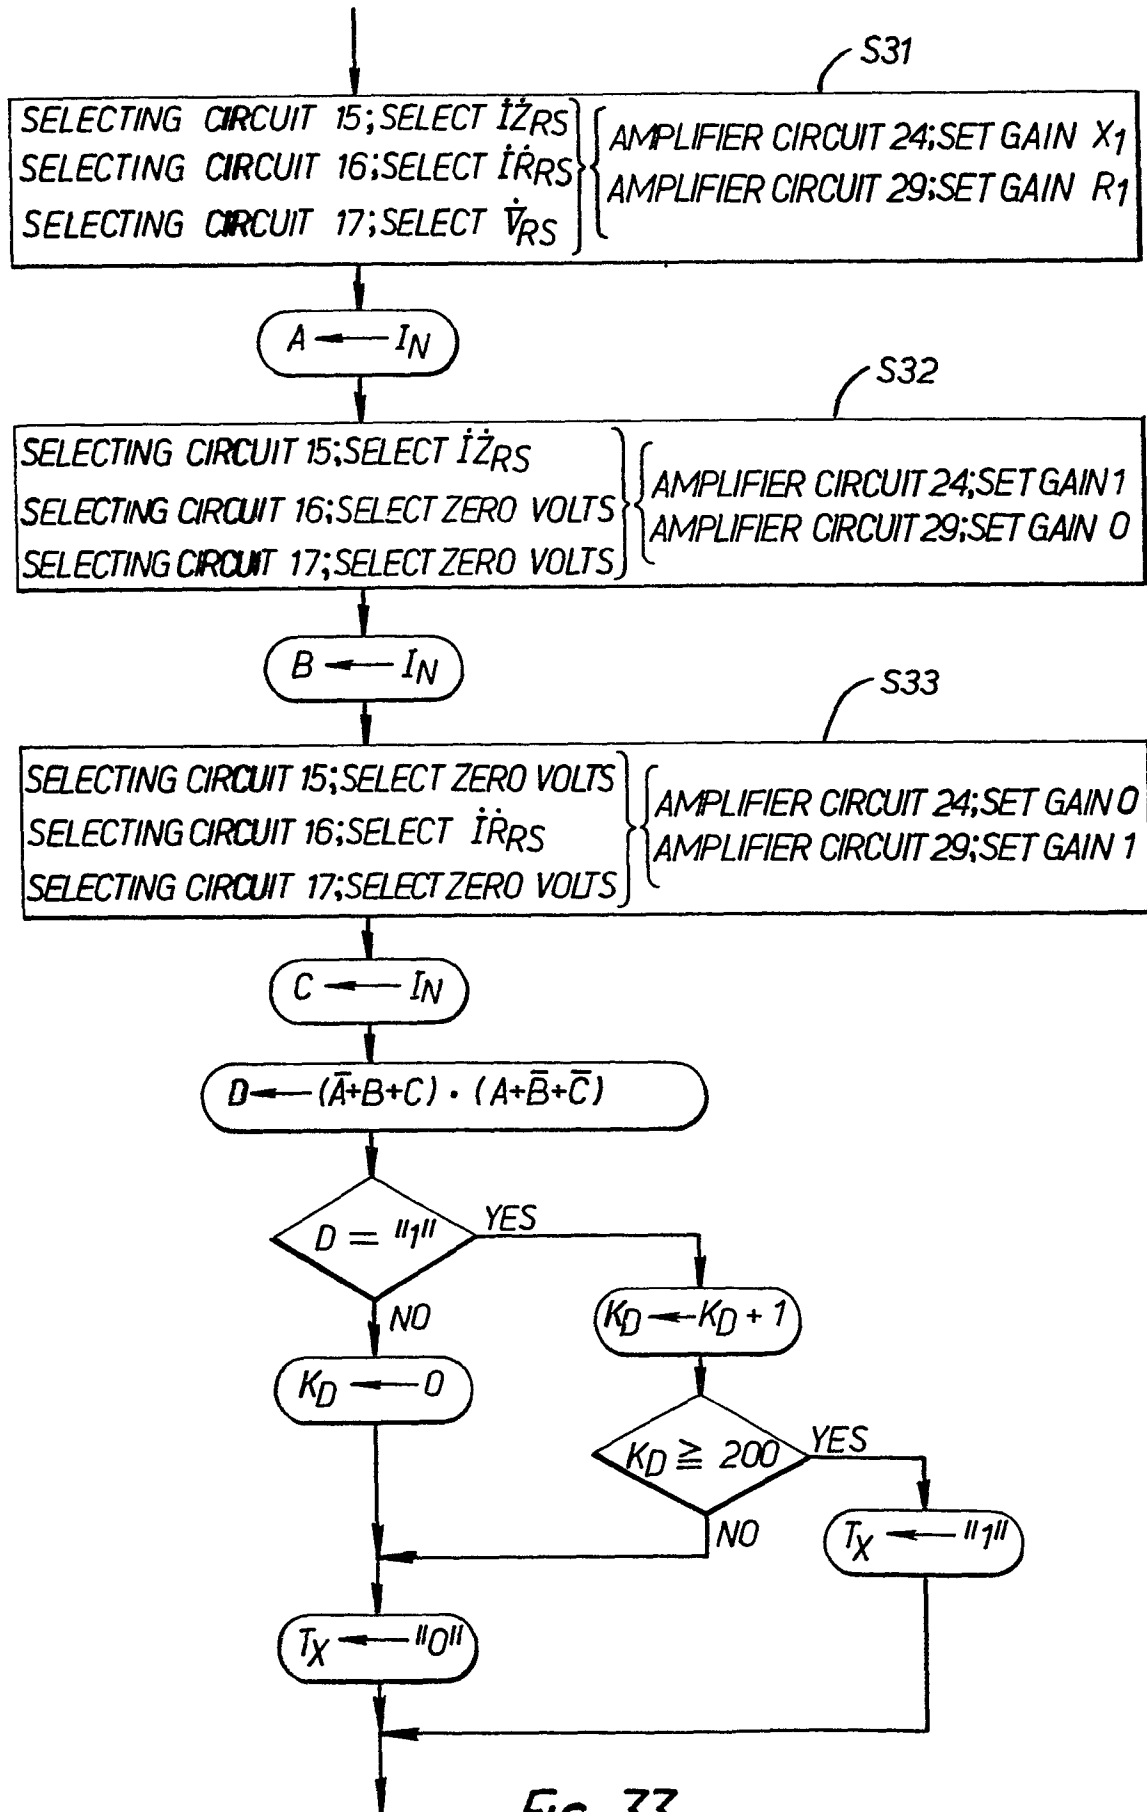 S31
SELECTING CIRCUIT 15;SELECT İŻRS
SELECTING CIRCUIT 16;SELECT İṘRS
SELECTING CIRCUIT 17;SELECT V̇RS
AMPLIFIER CIRCUIT 24;SET GAIN X1
AMPLIFIER CIRCUIT 29;SET GAIN R1
A ← IN
S32
SELECTING CIRCUIT 15;SELECT İŻRS
SELECTING CIRCUIT 16;SELECT ZERO VOLTS
SELECTING CIRCUIT 17;SELECT ZERO VOLTS
AMPLIFIER CIRCUIT 24;SET GAIN 1
AMPLIFIER CIRCUIT 29;SET GAIN 0
B ← IN
S33
SELECTING CIRCUIT 15;SELECT ZERO VOLTS
SELECTING CIRCUIT 16;SELECT İṘRS
SELECTING CIRCUIT 17;SELECT ZERO VOLTS
AMPLIFIER CIRCUIT 24;SET GAIN 0
AMPLIFIER CIRCUIT 29;SET GAIN 1
C ← IN
D ← (Ā+B+C) · (A+B̄+C̄)
D = "1"
YES
NO
KD ← KD + 1
KD ← 0
KD ≧ 200
YES
NO
TX ← "1"
TX ← "0"
Fig. 33